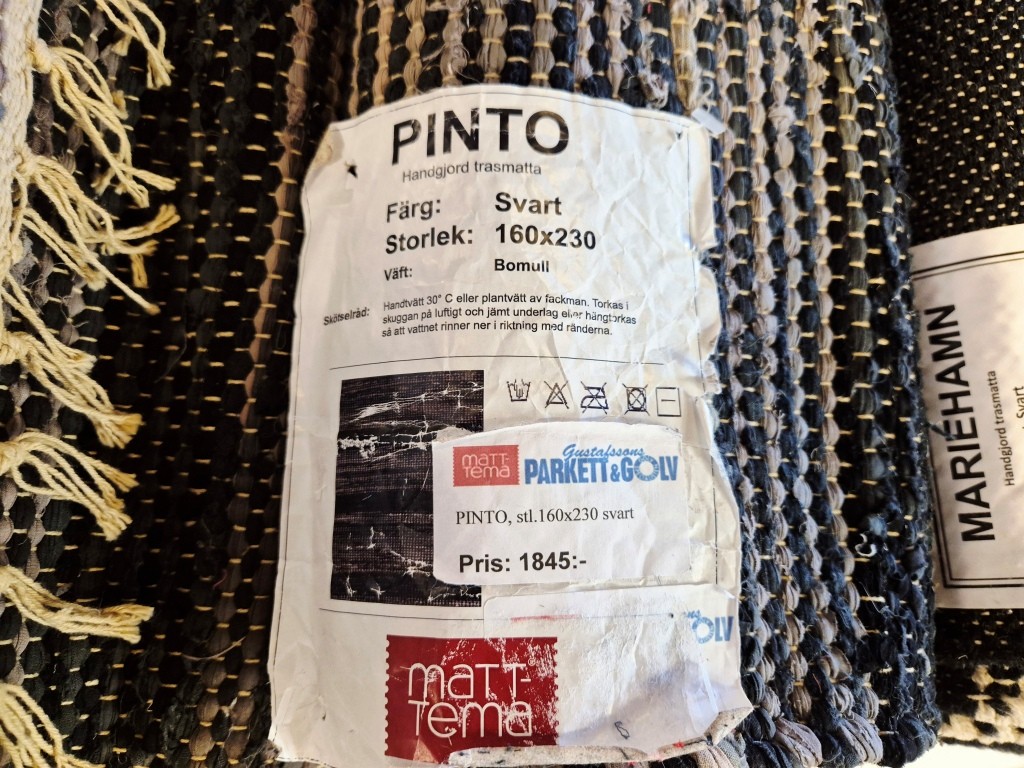 PINTO
Handgjord trasmatta
Färg: Svart
Storlek: 160x230
Väft: Bomull
Skötselråd: Handtvätt 30° C eller plantvätt av fackman. Torkas i
skuggan på luftigt och jämt underlag eller hängtorkas
så att vattnet rinner ner i riktning med ränderna.
MATT-
TEMA
Gustafssons
PARKETT&GOLV
PINTO, stl.160x230 svart
Pris: 1845:-
OLV
MATT-
TEMA
6
MARIEHAMN
Handgjord trasmatta
Svart